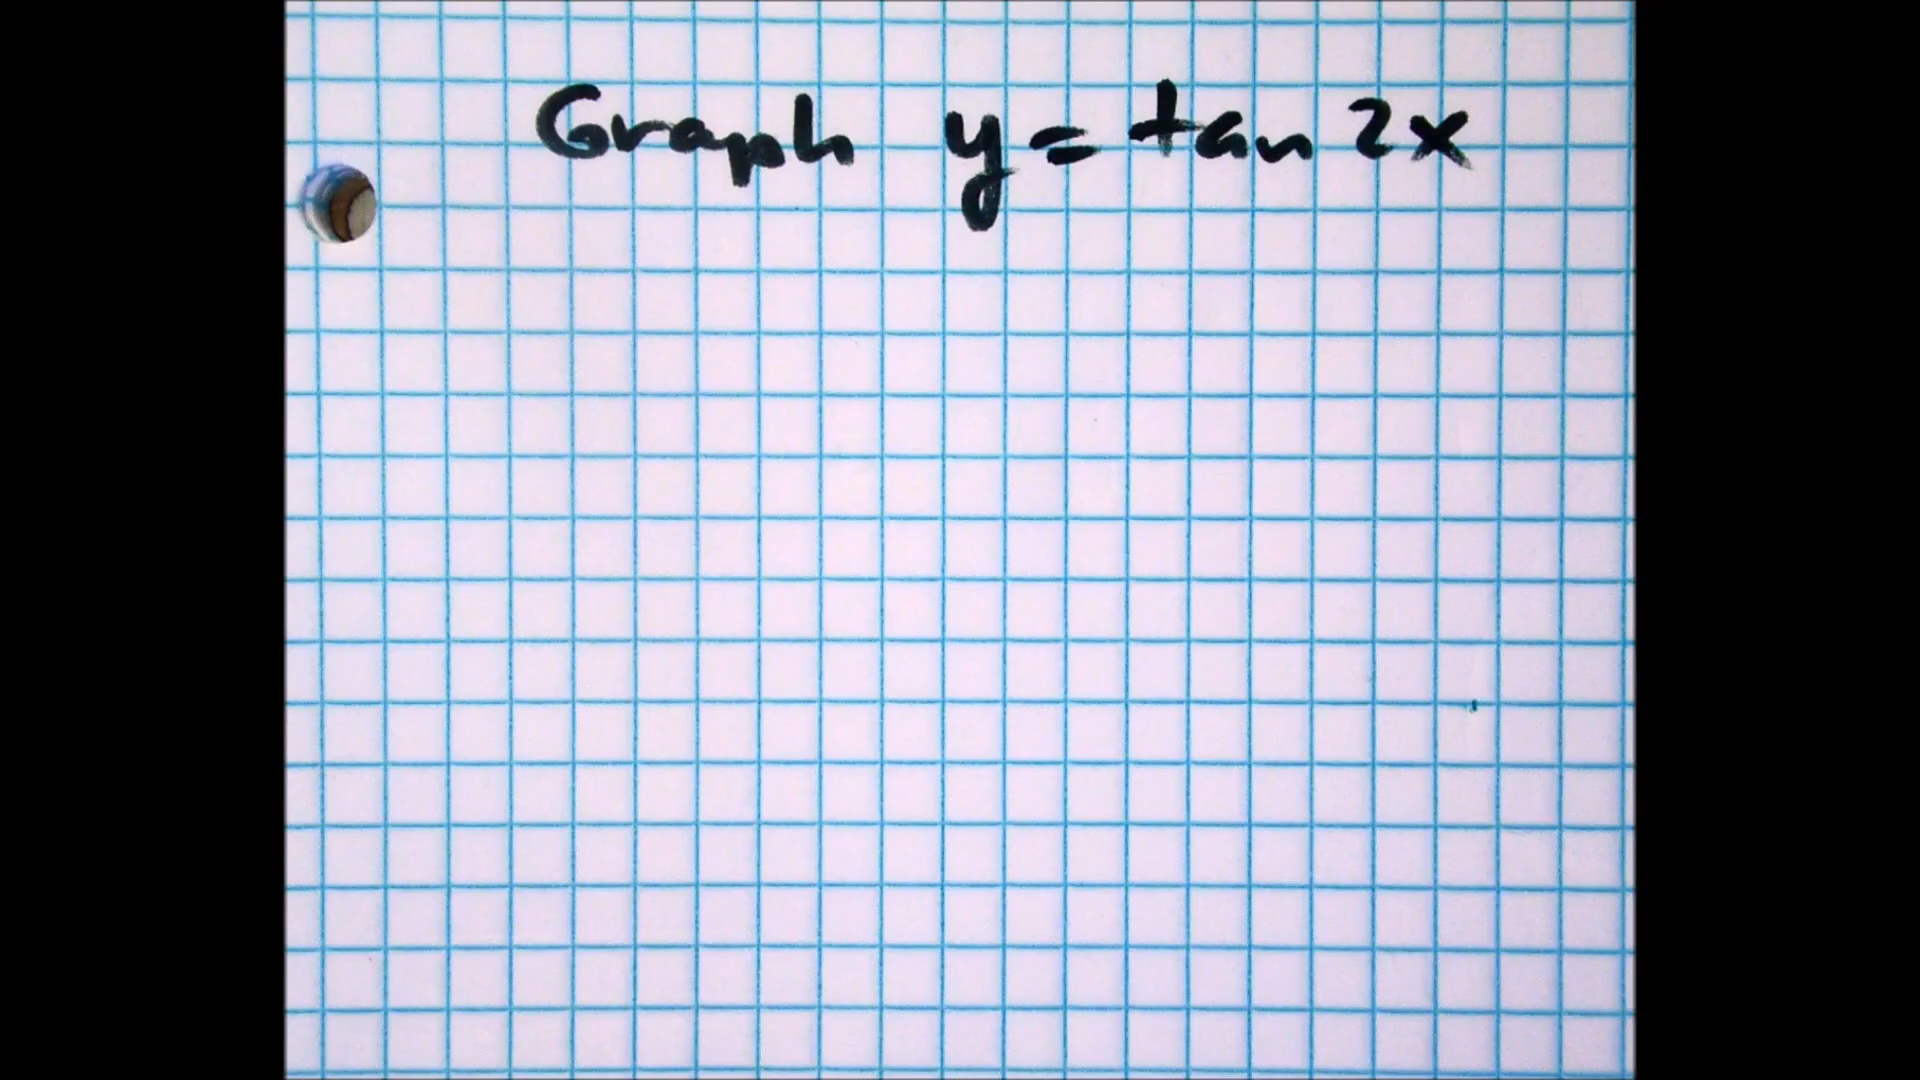 Graph y = tan 2x